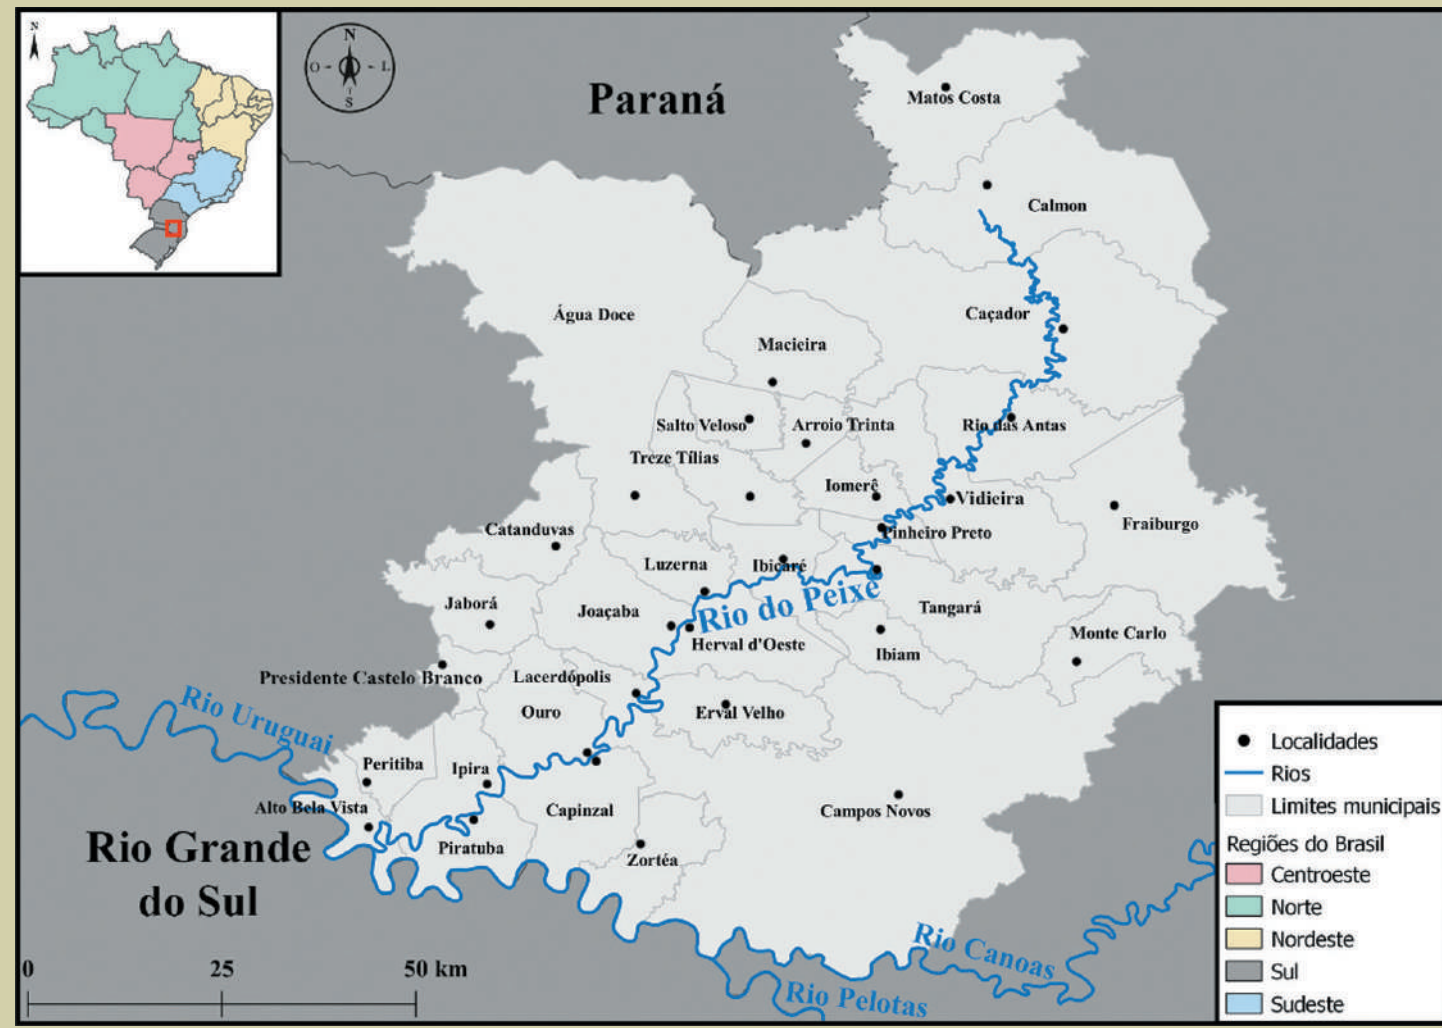 N
N
O
L
S
Paraná
Matos Costa
Calmon
Água Doce
Caçador
Macieira
Salto Veloso
Arroio Trinta
Rio das Antas
Treze Tílias
Iomerê
Vidieira
Fraiburgo
Catanduvas
Pinheiro Preto
Luzerna
Ibicaré
Jaborá
Joaçaba
Rio do Peixe
Tangará
Herval d'Oeste
Ibiam
Monte Carlo
Presidente Castelo Branco
Lacerdópolis
Rio Uruguai
Ouro
Erval Velho
Peritiba
Ipira
Alto Bela Vista
Capinzal
Campos Novos
Rio Grande
do Sul
Piratuba
Zortéa
Rio Canoas
Rio Pelotas
0
25
50 km
Localidades
Rios
Limites municipais
Regiões do Brasil
Centroeste
Norte
Nordeste
Sul
Sudeste